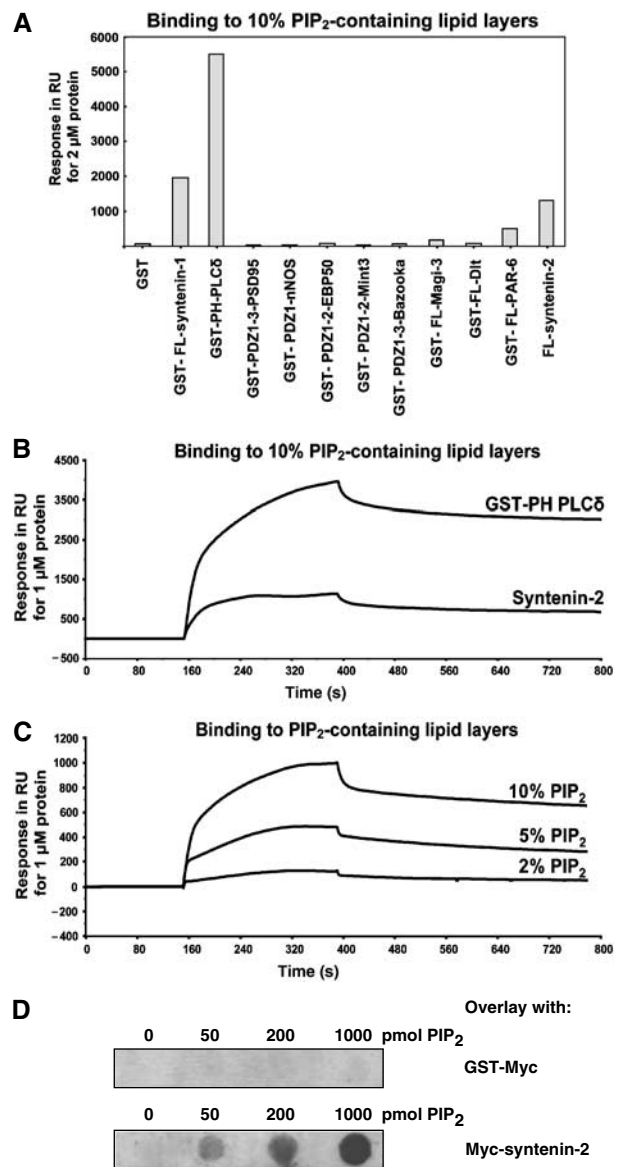 A
Binding to 10% PIP₂-containing lipid layers
Response in RU
for 2 µM protein
6000
5000
4000
3000
2000
1000
GST
GST- FL-syntenin-1
GST-PH-PLCδ
GST-PDZ1-3-PSD95
GST- PDZ1-nNOS
GST- PDZ1-2-EBP50
GST- PDZ1-2-Mint3
GST- PDZ1-3-Bazooka
GST- FL-Magi-3
GST-FL-Dlt
GST- FL-PAR-6
FL-syntenin-2
B
Binding to 10% PIP₂-containing lipid layers
Response in RU
for 1 µM protein
4500
3500
2500
1500
500
−500
GST-PH PLCδ
Syntenin-2
0 80 160 240 320 400 480 560 640 720 800
Time (s)
C
Binding to PIP₂-containing lipid layers
Response in RU
for 1 µM protein
1200
1000
800
600
400
200
0
−200
−400
10% PIP₂
5% PIP₂
2% PIP₂
0 80 160 240 320 400 480 560 640 720 800
Time (s)
D
Overlay with:
0 50 200 1000 pmol PIP₂
GST-Myc
0 50 200 1000 pmol PIP₂
Myc-syntenin-2